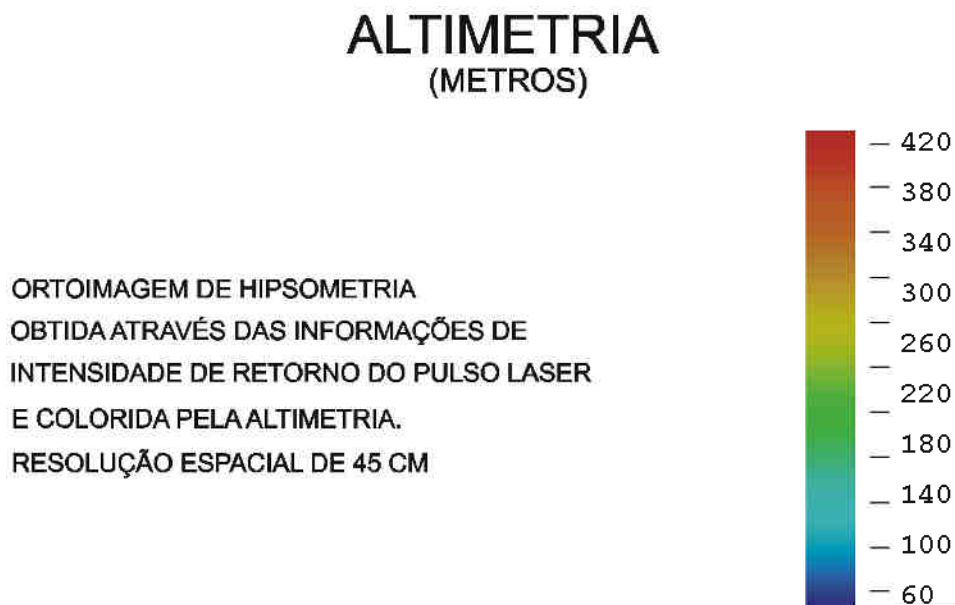 ALTIMETRIA
(METROS)
ORTOIMAGEM DE HIPSOMETRIA
OBTIDA ATRAVÉS DAS INFORMAÇÕES DE
INTENSIDADE DE RETORNO DO PULSO LASER
E COLORIDA PELA ALTIMETRIA.
RESOLUÇÃO ESPACIAL DE 45 CM
420
380
340
300
260
220
180
140
100
60